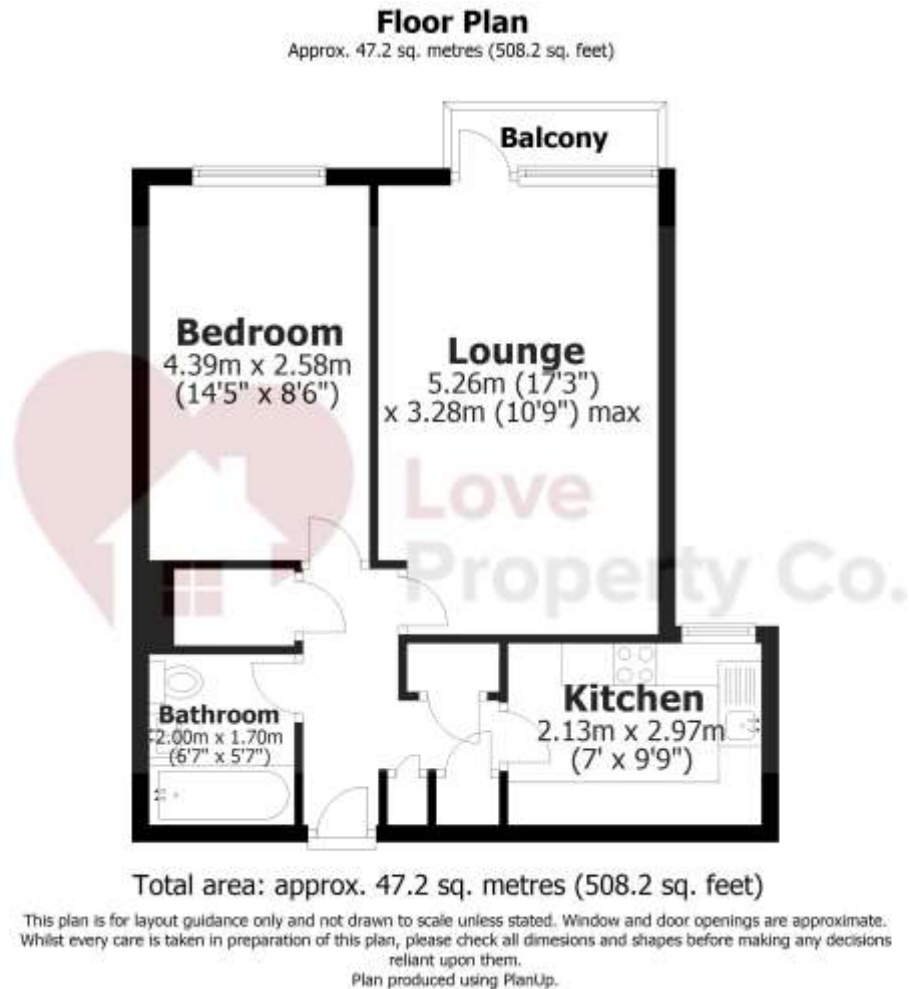 Floor Plan
Approx. 47.2 sq. metres (508.2 sq. feet)
Balcony
Bedroom
4.39m x 2.58m
(14'5" x 8'6")
Lounge
5.26m (17'3")
x 3.28m (10'9") max
Love
Property Co.
Bathroom
2.00m x 1.70m
(6'7" x 5'7")
Kitchen
2.13m x 2.97m
(7' x 9'9")
Total area: approx. 47.2 sq. metres (508.2 sq. feet)
This plan is for layout guidance only and not drawn to scale unless stated. Window and door openings are approximate.
Whilst every care is taken in preparation of this plan, please check all dimesions and shapes before making any decisions
reliant upon them.
Plan produced using PlanUp.